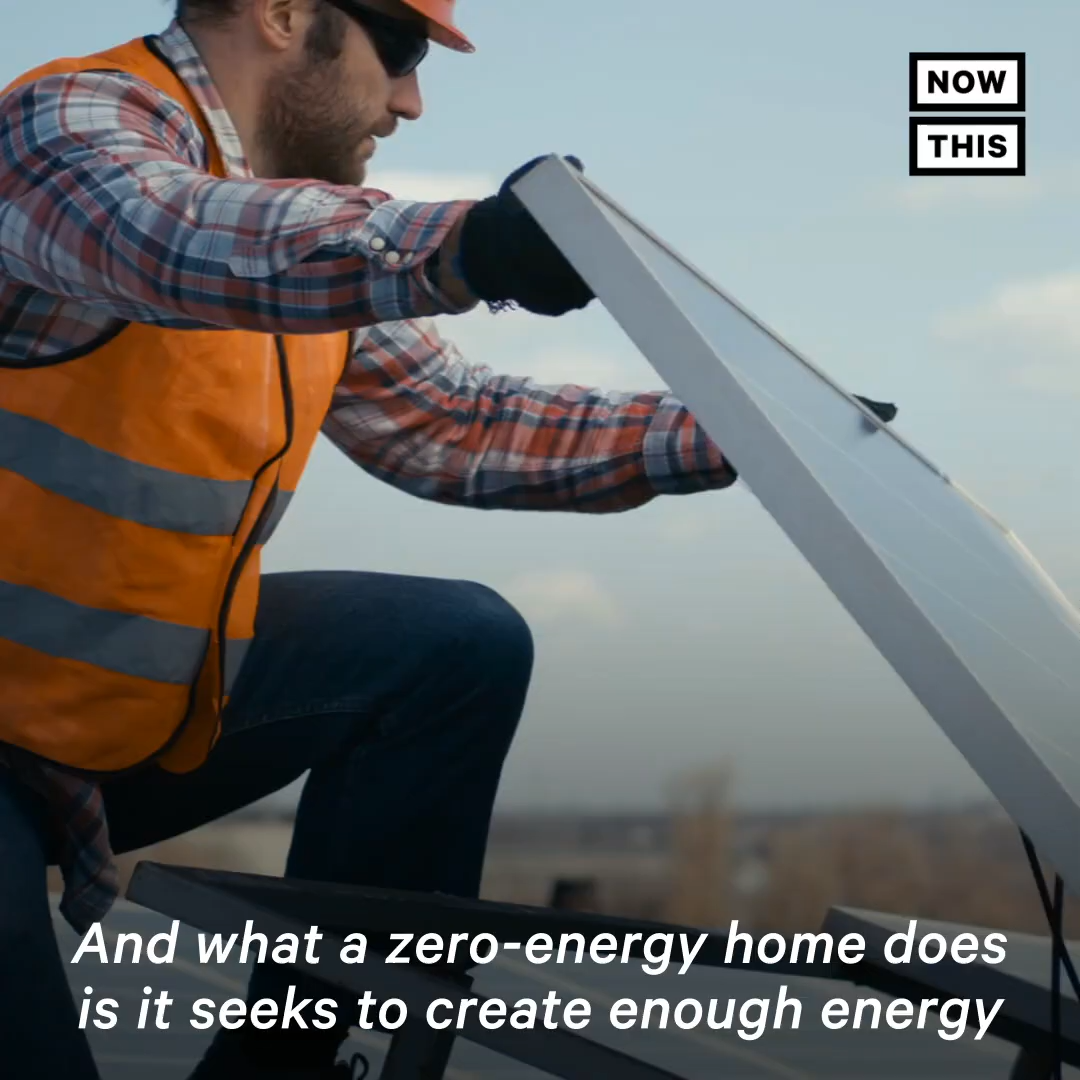 NOW
THIS
And what a zero-energy home does
is it seeks to create enough energy